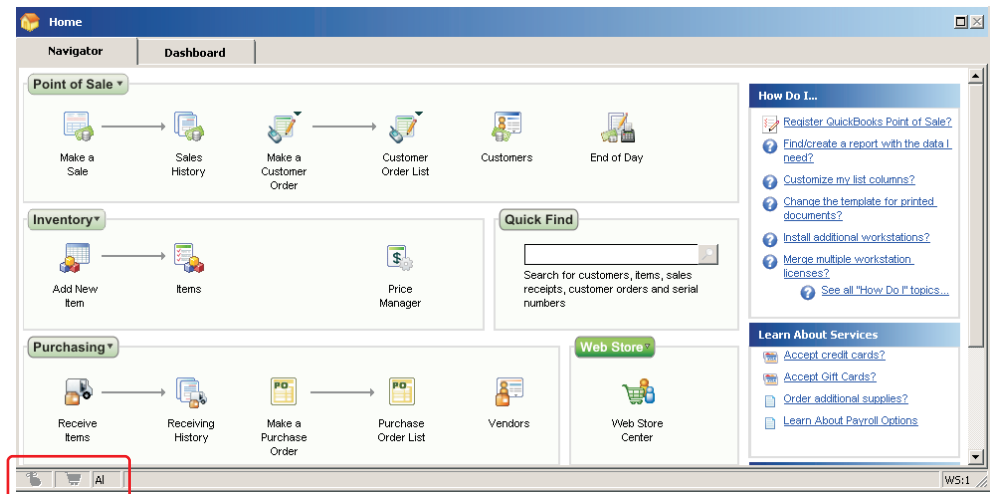 Home
Navigator
Dashboard
Point of Sale
Make a
Sale
Sales
History
Make a
Customer
Order
Customer
Order List
Customers
End of Day
Inventory
Add New
Item
Items
$
Price
Manager
Quick Find
Search for customers, items, sales
receipts, customer orders and serial
numbers
Purchasing
Receive
Items
Receiving
History
PO
Make a
Purchase
Order
PO
Purchase
Order List
Vendors
Web Store
Web Store
Center
How Do I...
Register QuickBooks Point of Sale?
Find/create a report with the data I
need?
Customize my list columns?
Change the template for printed
documents?
Install additional workstations?
Merge multiple workstation
licenses?
See all "How Do I" topics...
Learn About Services
Accept credit cards?
Accept Gift Cards?
Order additional supplies?
Learn About Payroll Options
Al
WS:1